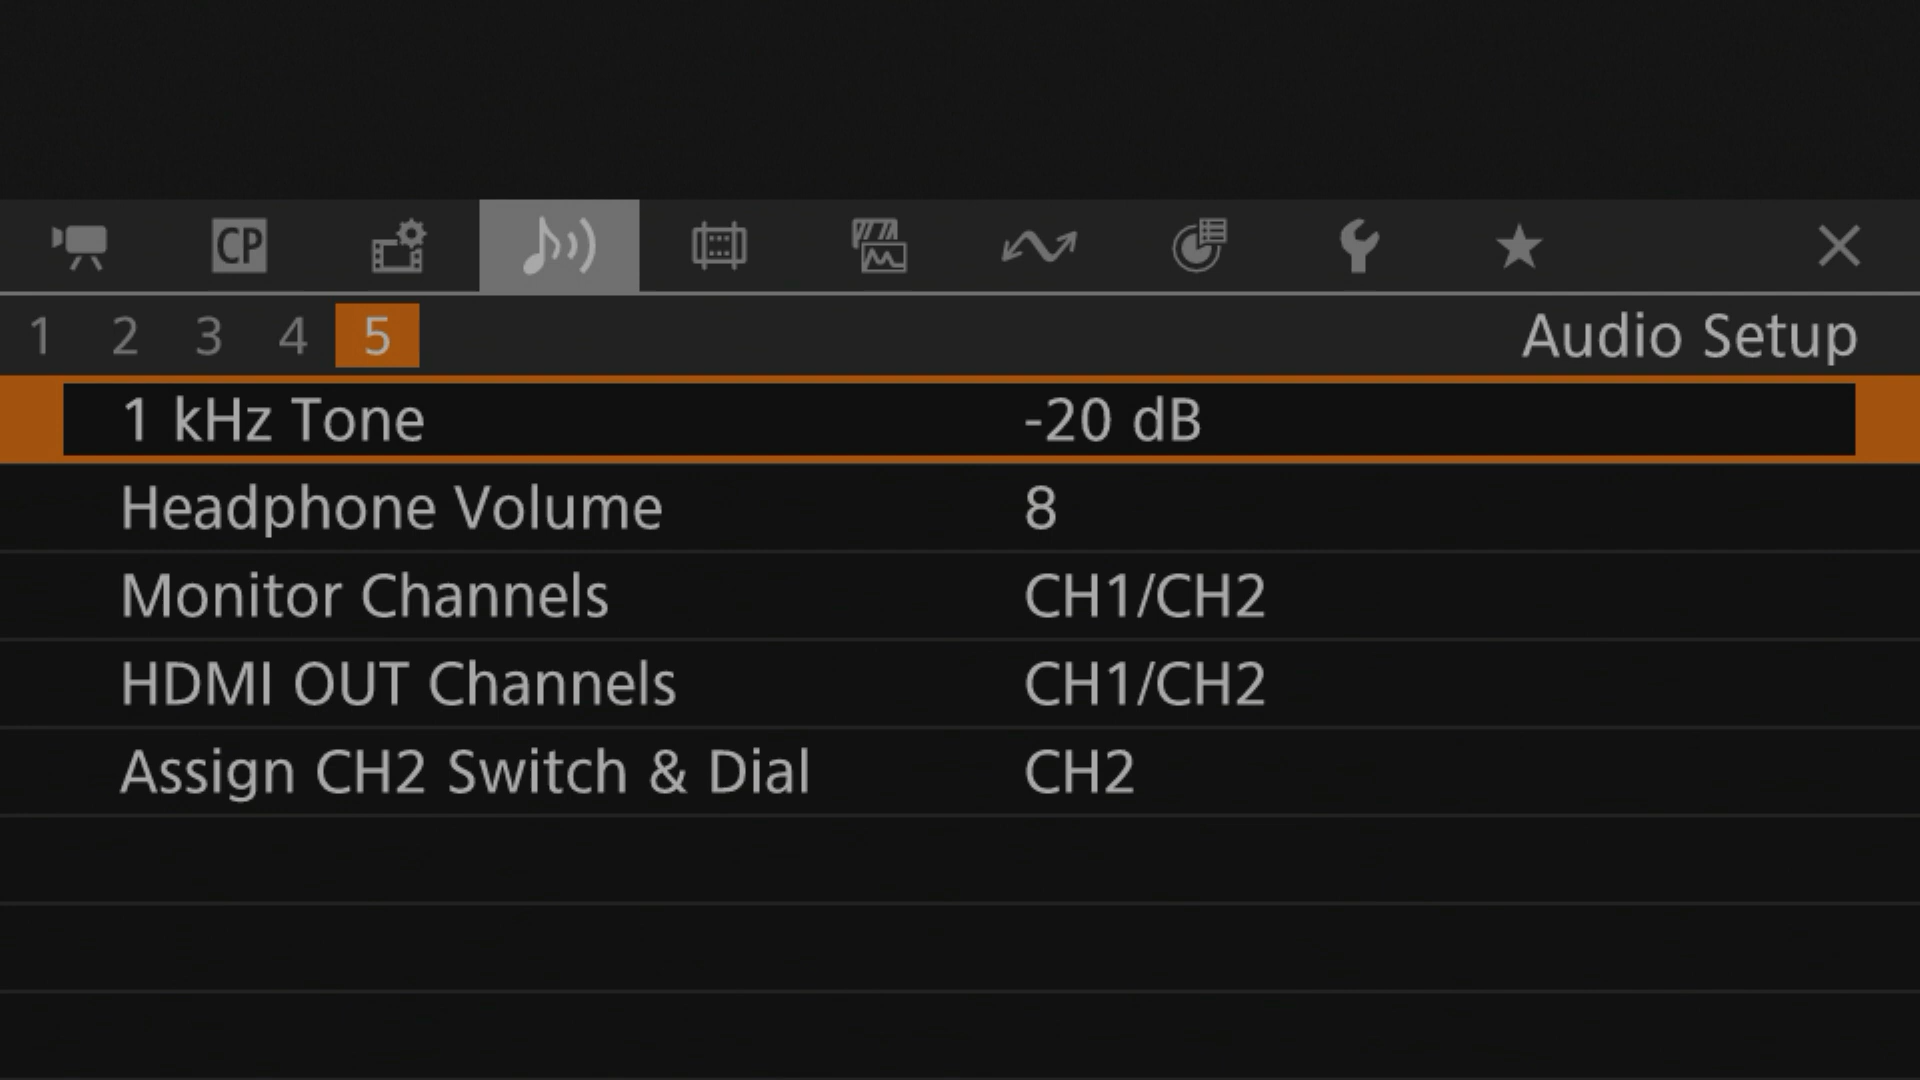 CP
1 2 3 4 5 Audio Setup
1 kHz Tone -20 dB
Headphone Volume 8
Monitor Channels CH1/CH2
HDMI OUT Channels CH1/CH2
Assign CH2 Switch & Dial CH2